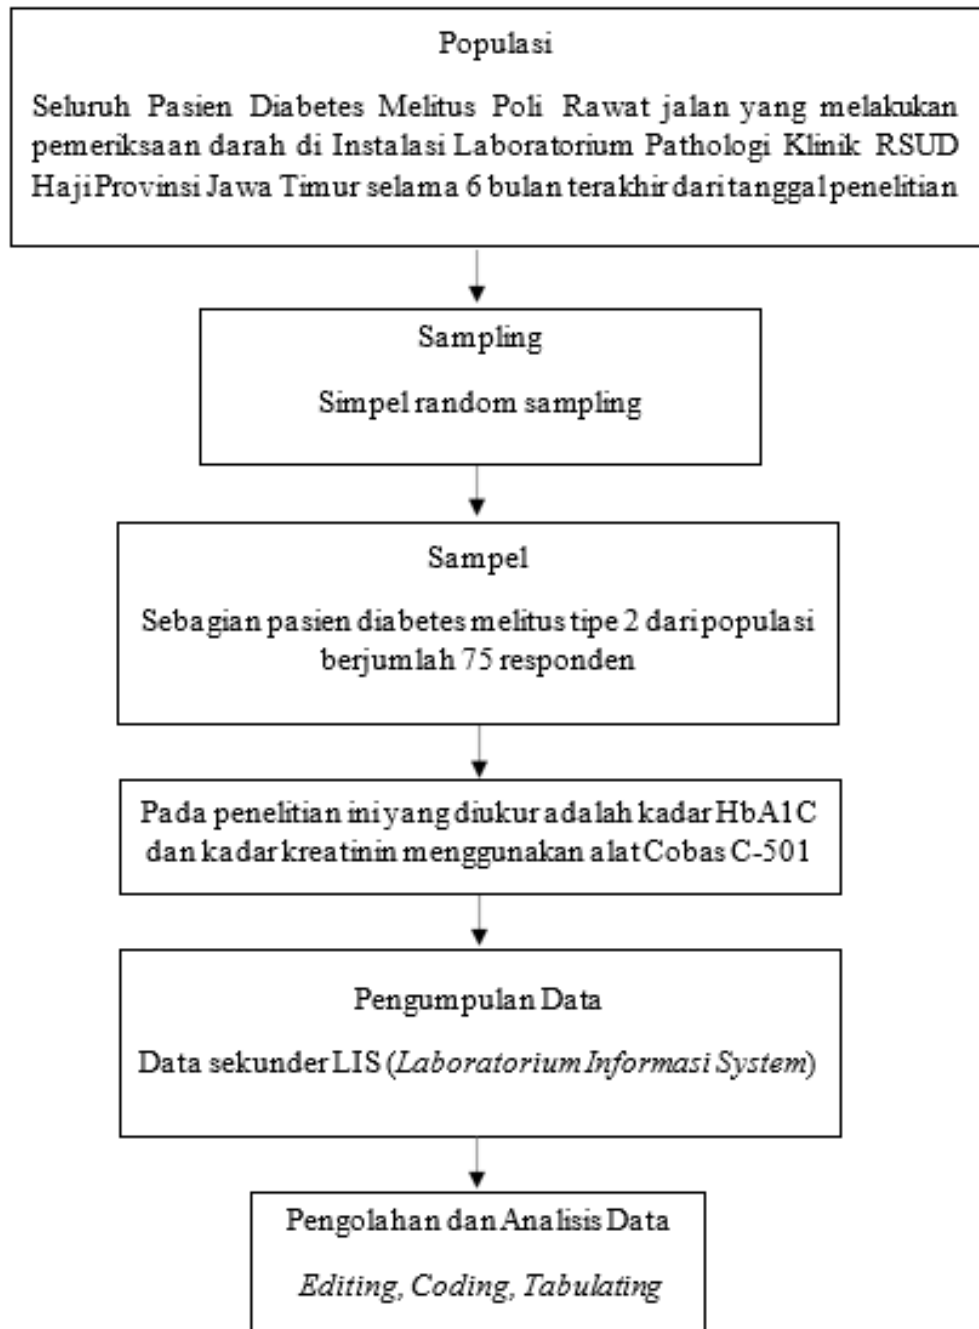 Populasi
Seluruh Pasien Diabetes Melitus Poli Rawat jalan yang melakukan
pemeriksaan darah di Instalasi Laboratorium Pathologi Klinik RSUD
Haji Provinsi Jawa Timur selama 6 bulan terakhir dari tanggal penelitian
Sampling
Simpel random sampling
Sampel
Sebagian pasien diabetes melitus tipe 2 dari populasi
berjumlah 75 responden
Pada penelitian ini yang diukur adalah kadar HbA1C
dan kadar kreatinin menggunakan alat Cobas C-501
Pengumpulan Data
Data sekunder LIS (Laboratorium Informasi System)
Pengolahan dan Analisis Data
Editing, Coding, Tabulating